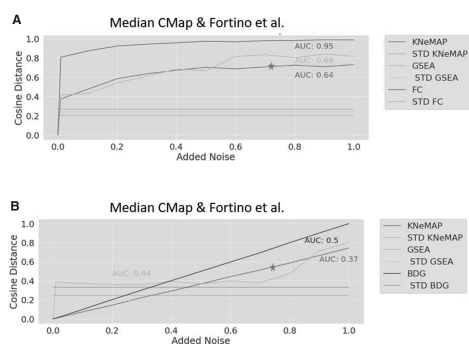 A
Median CMap & Fortino et al.
Cosine Distance
1.0
0.8
0.6
0.4
0.2
0.0
AUC: 0.95
AUC: 0.68
AUC: 0.64
0.0 0.2 0.4 0.6 0.8 1.0
Added Noise
KNeMAP
STD KNeMAP
GSEA
STD GSEA
FC
STD FC
B
Median CMap & Fortino et al.
Cosine Distance
1.0
0.8
0.6
0.4
0.2
0.0
AUC: 0.5
AUC: 0.37
AUC: 0.44
0.0 0.2 0.4 0.6 0.8 1.0
Added Noise
KNeMAP
STD KNeMAP
GSEA
STD GSEA
BDG
STD BDG